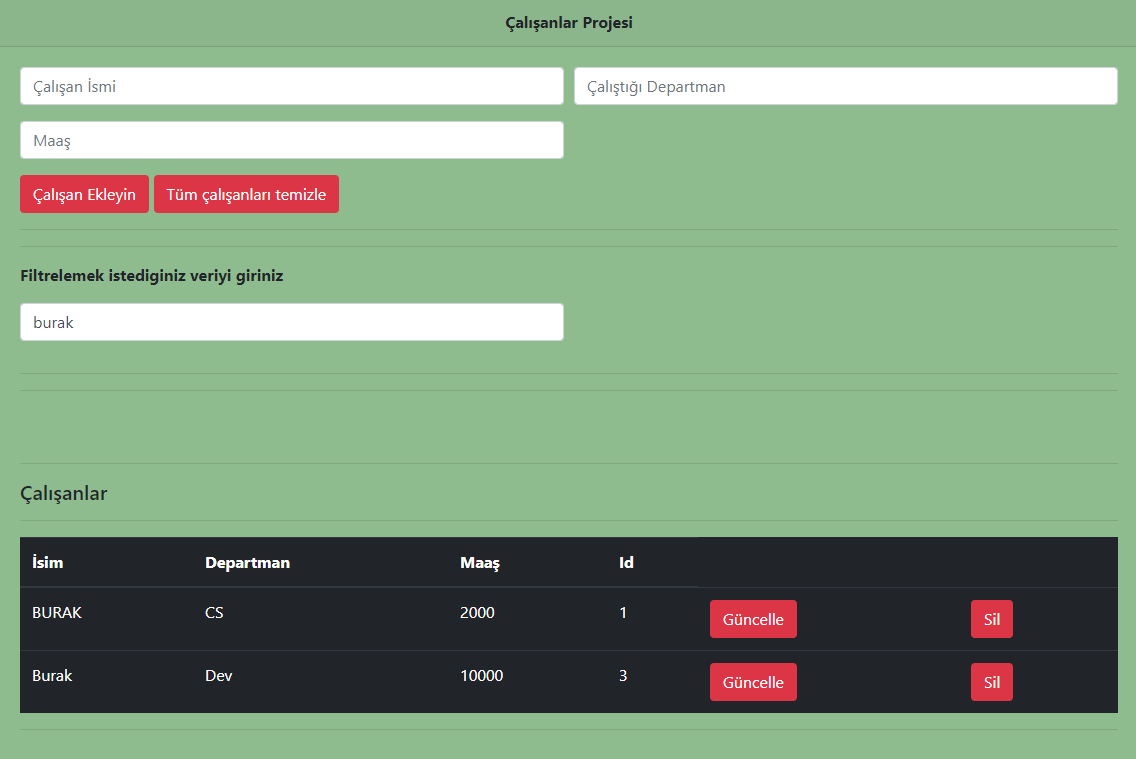 Çalışanlar Projesi
Çalışan İsmi Çalıştığı Departman
Maaş
Çalışan Ekleyin Tüm çalışanları temizle
Filtrelemek istediginiz veriyi giriniz
burak
Çalışanlar
İsim Departman Maaş Id
BURAK CS 2000 1 Güncelle Sil
Burak Dev 10000 3 Güncelle Sil